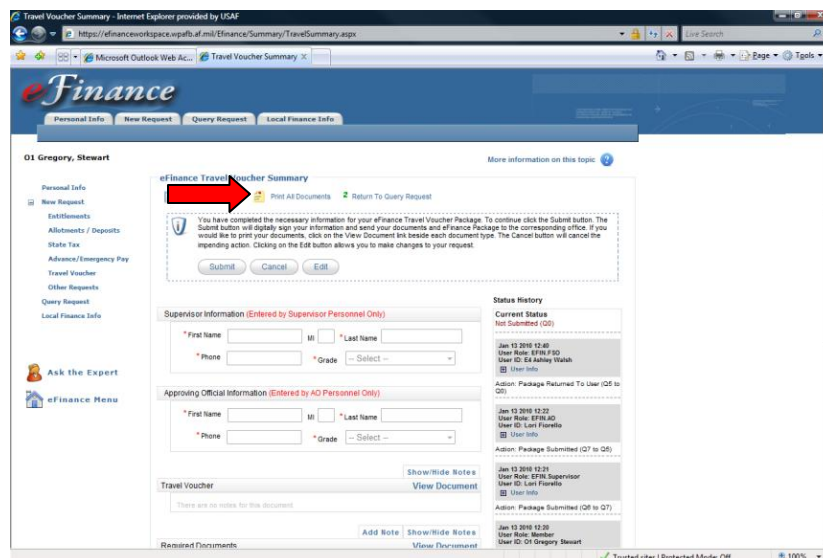 Travel Voucher Summary - Internet Explorer provided by USAF
https://efinanceworkspace.wpafb.af.mil/Efinance/Summary/TravelSummary.aspx
Live Search
Microsoft Outlook Web Ac...
Travel Voucher Summary
Page
Tools
eFinance
Personal Info
New Request
Query Request
Local Finance Info
O1 Gregory, Stewart
More information on this topic
Personal Info
New Request
Entitlements
Allotments / Deposits
State Tax
Advance/Emergency Pay
Travel Voucher
Other Requests
Query Request
Local Finance Info
Ask the Expert
eFinance Menu
eFinance Travel Voucher Summary
Print All Documents
Return To Query Request
You have completed the necessary information for your eFinance Travel Voucher Package. To continue click the Submit button. The
Submit button will digitally sign your information and send your documents and eFinance Package to the corresponding office. If you
would like to print your documents, click on the View Document link beside each document type. The Cancel button will cancel the
impending action. Clicking on the Edit button allows you to make changes to your request.
Submit Cancel Edit
Supervisor Information (Entered by Supervisor Personnel Only)
*First Name MI *Last Name
*Phone *Grade -- Select --
Approving Official Information (Entered by AO Personnel Only)
*First Name MI *Last Name
*Phone *Grade -- Select --
Show/Hide Notes
Travel Voucher View Document
There are no notes for this document.
Add Note Show/Hide Notes
Required Documents View Document
Status History
Current Status
Not Submitted (Q0)
Jan 13 2010 12:40
User Role: EFIN.FSO
User ID: E4 Ashley Walsh
User Info
Action: Package Returned To User (Q5 to
Q0)
Jan 13 2010 12:22
User Role: EFIN.AO
User ID: Lori Fiorello
User Info
Action: Package Submitted (Q7 to Q5)
Jan 13 2010 12:21
User Role: EFIN.Supervisor
User ID: Lori Fiorello
User Info
Action: Package Submitted (Q6 to Q7)
Jan 13 2010 12:20
User Role: Member
User ID: O1 Gregory Stewart
Trusted sites | Protected Mode: Off
100%